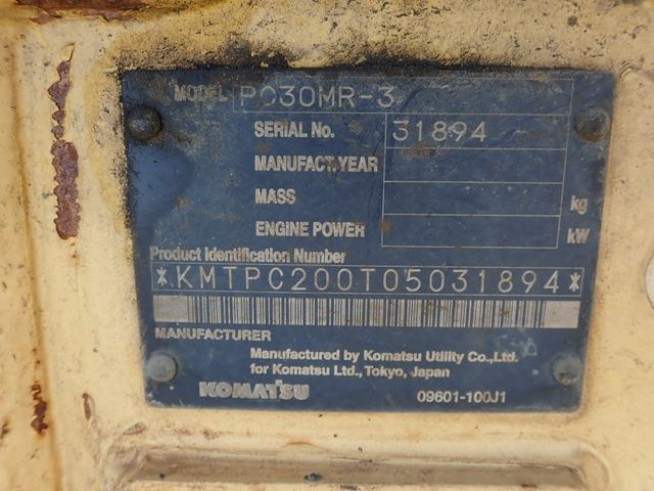 MODEL PC30MR-3
SERIAL No. 31894
MANUFACT.YEAR
MASS kg
ENGINE POWER kW
Product Identification Number
*KMTPC200T05031894*
MANUFACTURER
Manufactured by Komatsu Utility Co.,Ltd.
for Komatsu Ltd., Tokyo, Japan
KOMATSU 09601-100J1